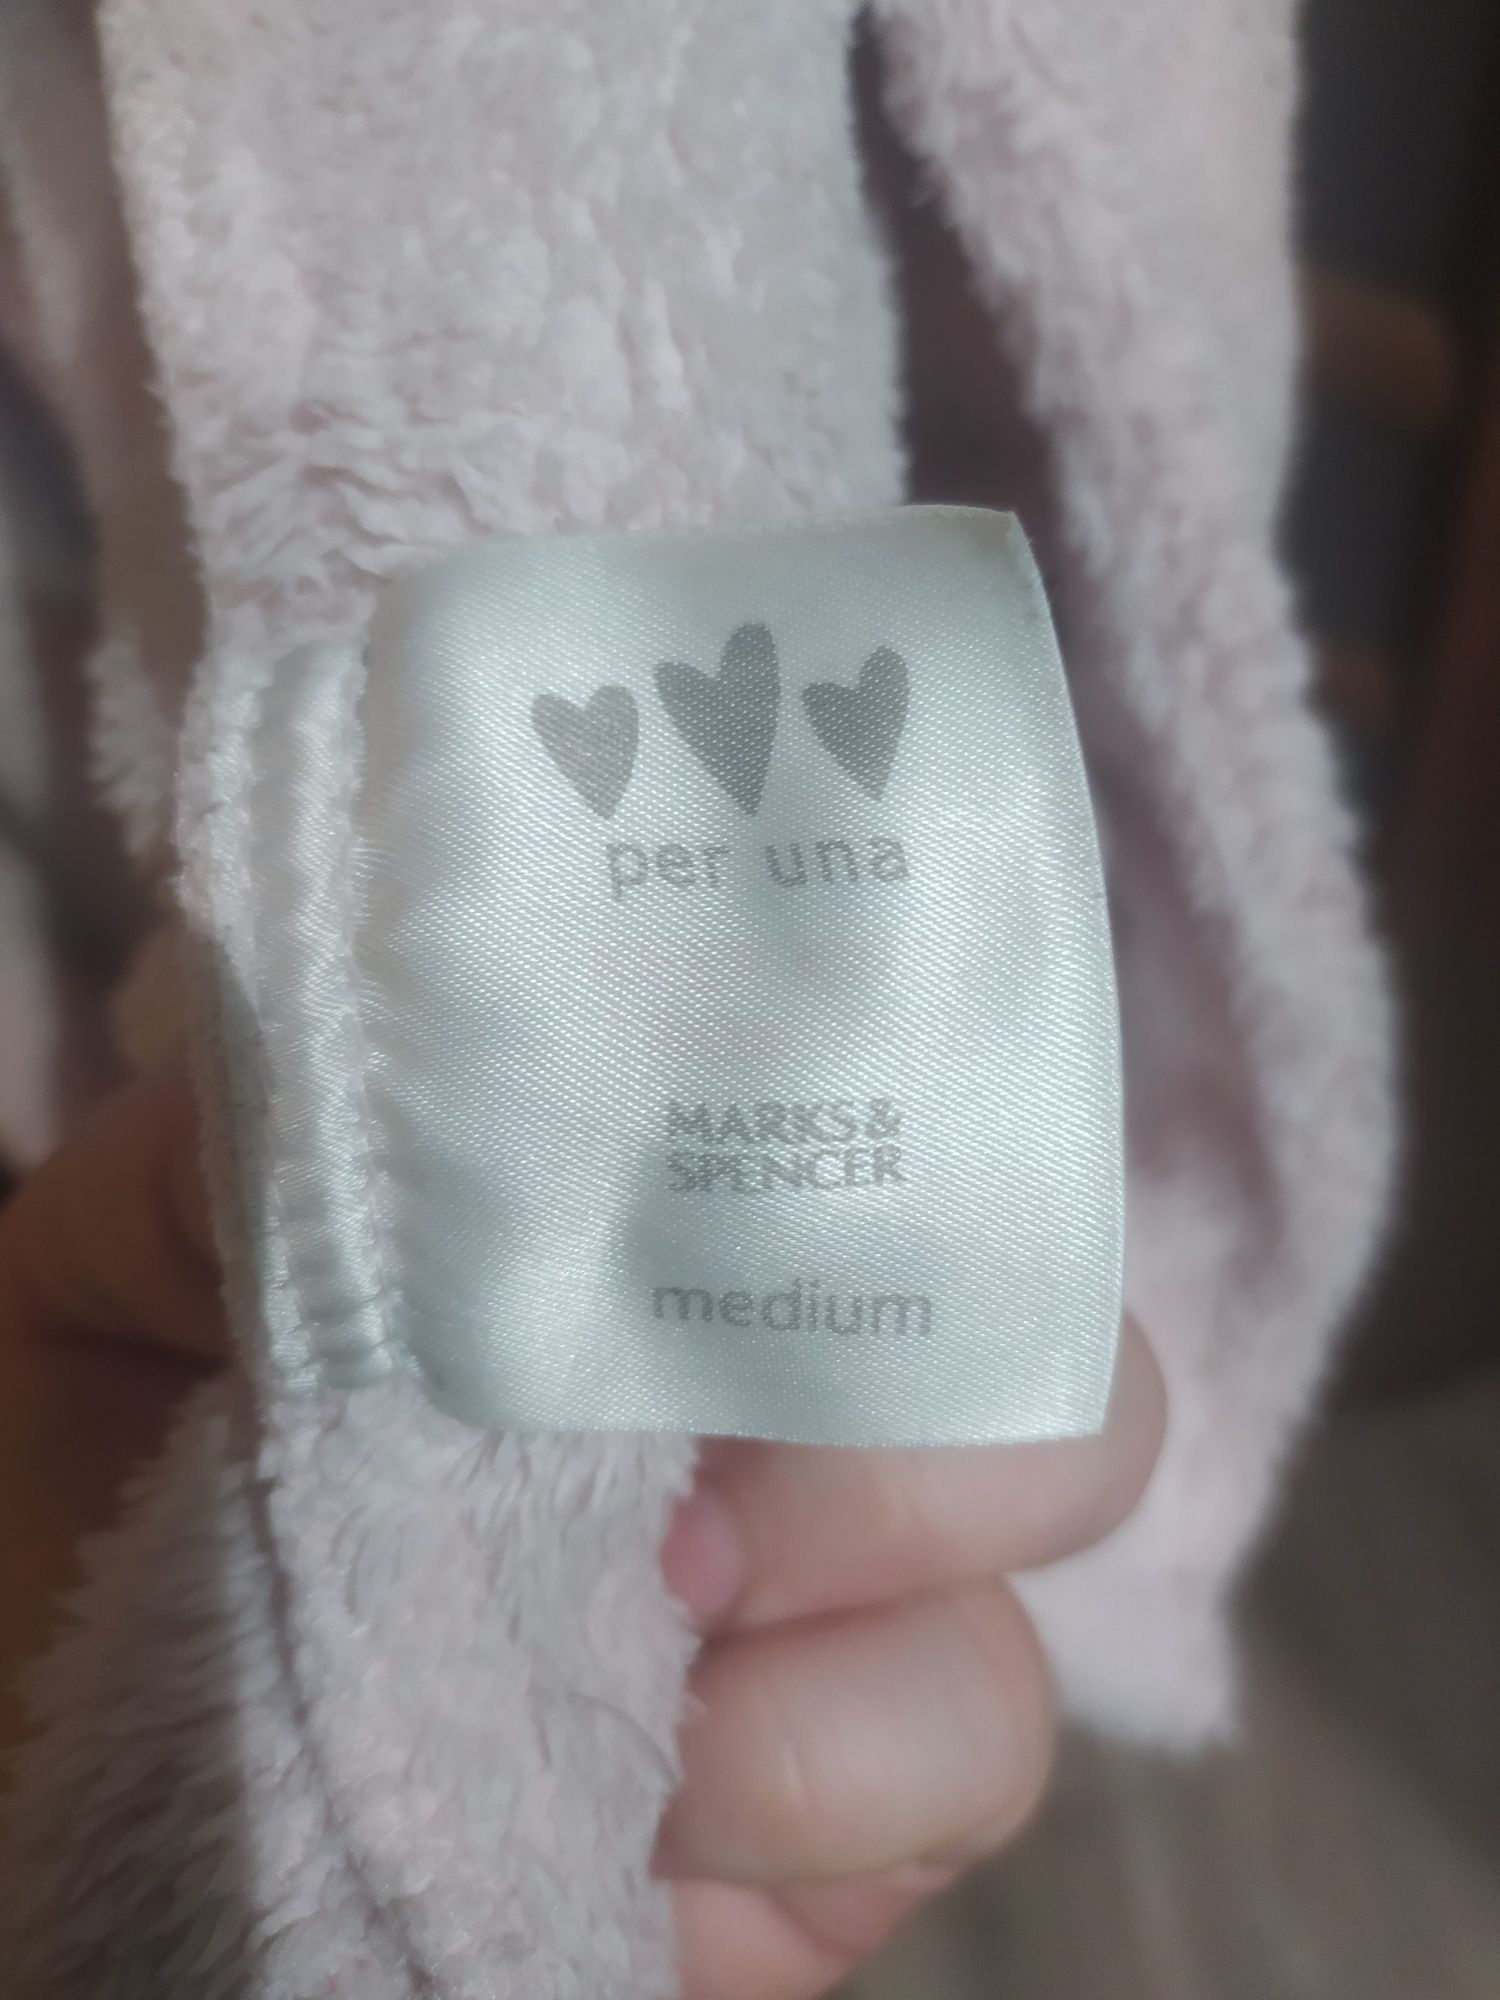 per una
MARKS&
SPENCER
medium